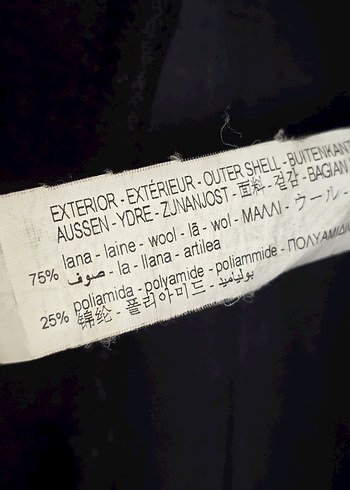 EXTERIOR - EXTÉRIEUR - OUTER SHELL - BUITENKANT
AUSSEN - YDRE - ZUNANJOST - 面料 - 겉감 - BAGIAN
75% lana - laine - wool - lã - wol - ΜΑΛΛΙ - ウール -
صوف - la - llana - artilea
25% poliamida - polyamide - poliammide - ПОЛИАМИД
锦纶 - 폴리아미드 - بولياميد